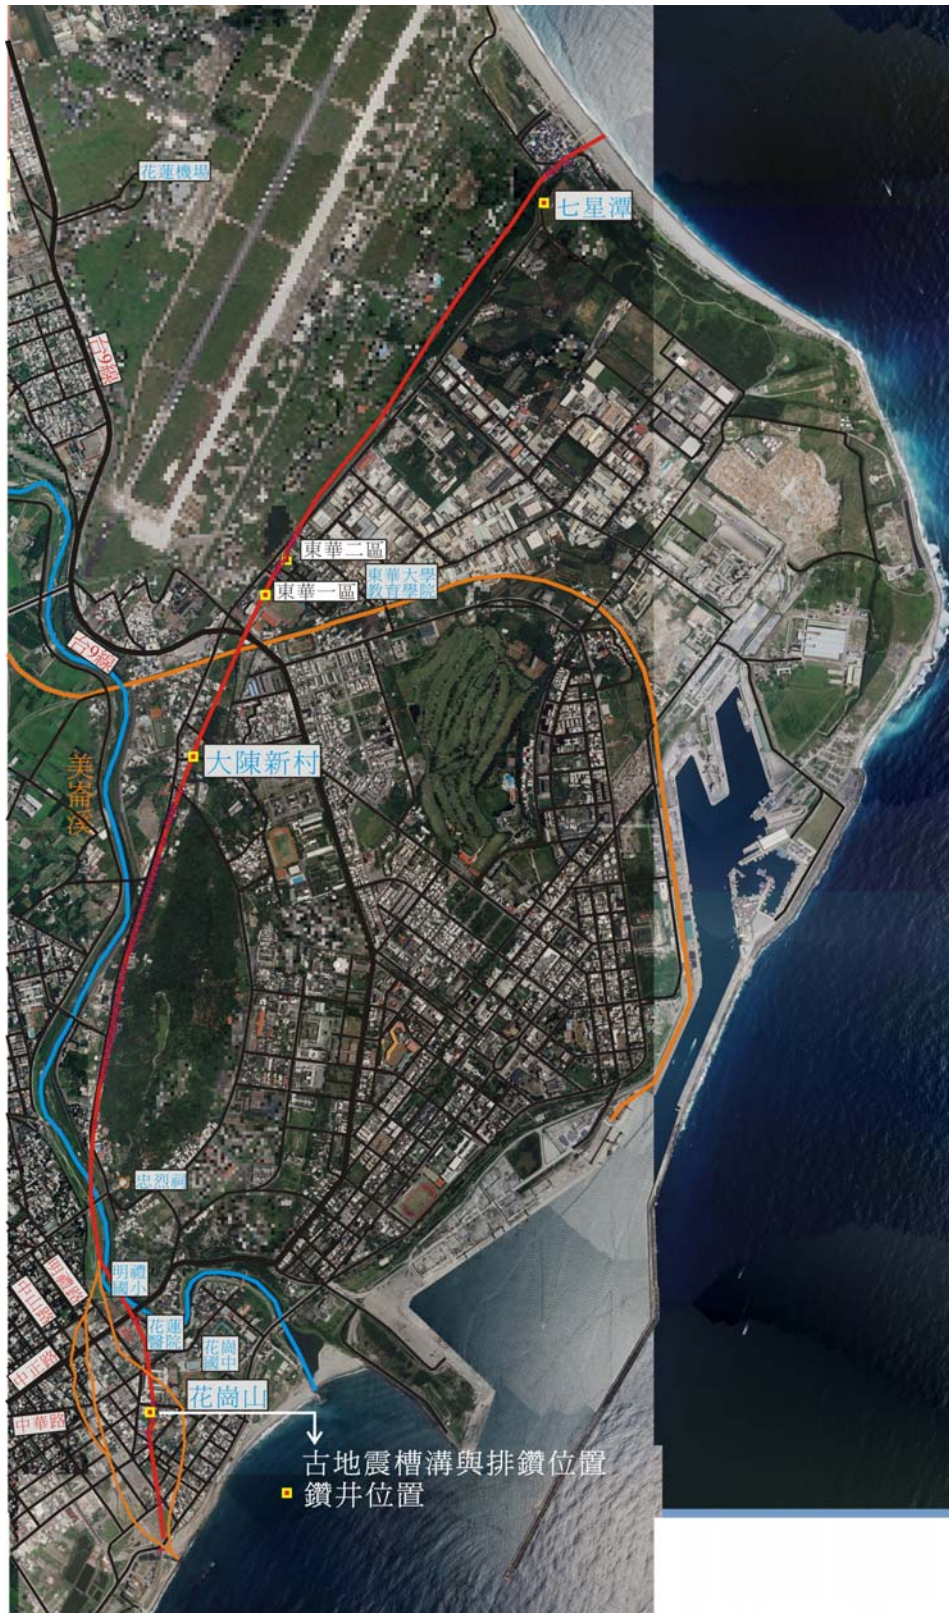 花蓮機場
七星潭
台9線
東華二區
東華大學
教育學院
東華一區
台9線
大陳新村
美崙溪
忠烈祠
明禮
國小
明禮路
中山路
花蓮
醫院
花崗
國中
中正路
花崗山
中華路
古地震槽溝與排鑽位置
鑽井位置